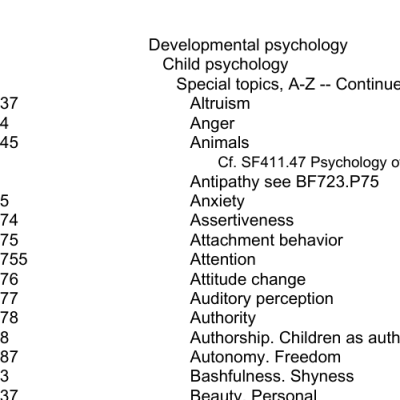 Developmental psychology
Child psychology
Special topics, A-Z -- Continue
37 Altruism
4 Anger
45 Animals
Cf. SF411.47 Psychology
Antipathy see BF723.P75
5 Anxiety
74 Assertiveness
75 Attachment behavior
755 Attention
76 Attitude change
77 Auditory perception
78 Authority
8 Authorship. Children as auth
87 Autonomy. Freedom
3 Bashfulness. Shyness
37 Beauty, Personal